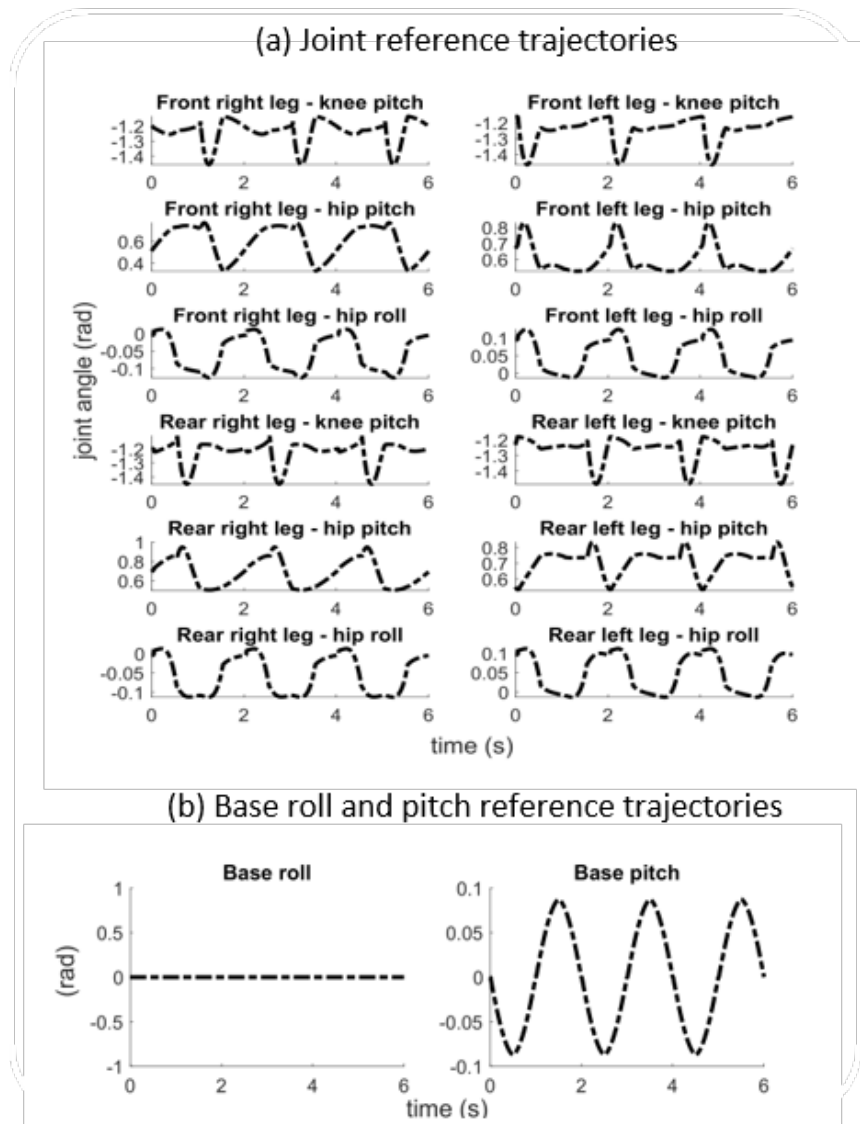 (a) Joint reference trajectories
Front right leg - knee pitch
-1.2
-1.3
-1.4
0 2 4 6
Front left leg - knee pitch
-1.2
-1.3
-1.4
0 2 4 6
Front right leg - hip pitch
0.6
0.4
0 2 4 6
Front left leg - hip pitch
0.8
0.7
0.6
0 2 4 6
Front right leg - hip roll
0
-0.05
-0.1
0 2 4 6
Front left leg - hip roll
0.1
0.05
0
0 2 4 6
Rear right leg - knee pitch
-1.2
-1.3
-1.4
0 2 4 6
Rear left leg - knee pitch
-1.2
-1.3
-1.4
0 2 4 6
Rear right leg - hip pitch
1
0.8
0.6
0 2 4 6
Rear left leg - hip pitch
0.8
0.7
0.6
0 2 4 6
Rear right leg - hip roll
0
-0.05
-0.1
0 2 4 6
Rear left leg - hip roll
0.1
0.05
0
0 2 4 6
joint angle (rad)
time (s)
(b) Base roll and pitch reference trajectories
Base roll
1
0.5
0
-0.5
-1
0 2 4 6
(rad)
Base pitch
0.1
0.05
0
-0.05
-0.1
0 2 4 6
time (s)